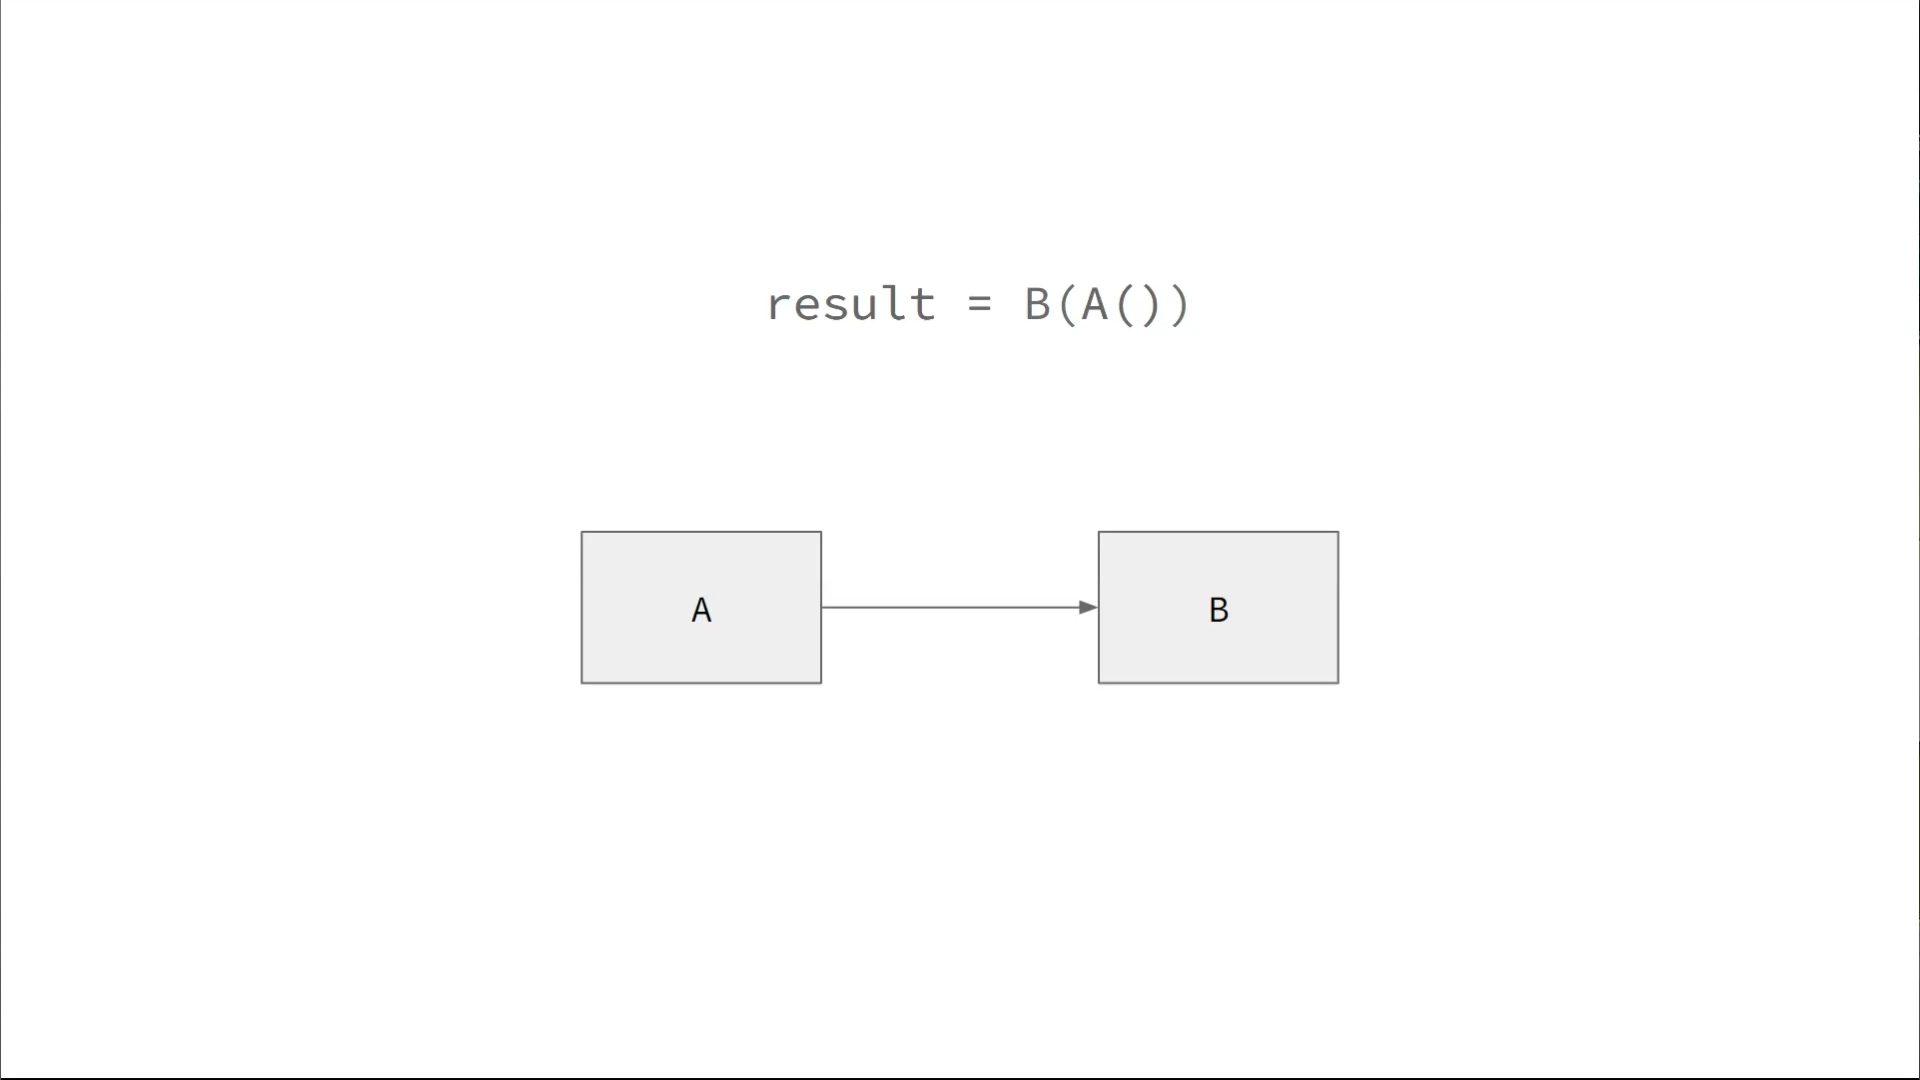 result = B(A())
A
B